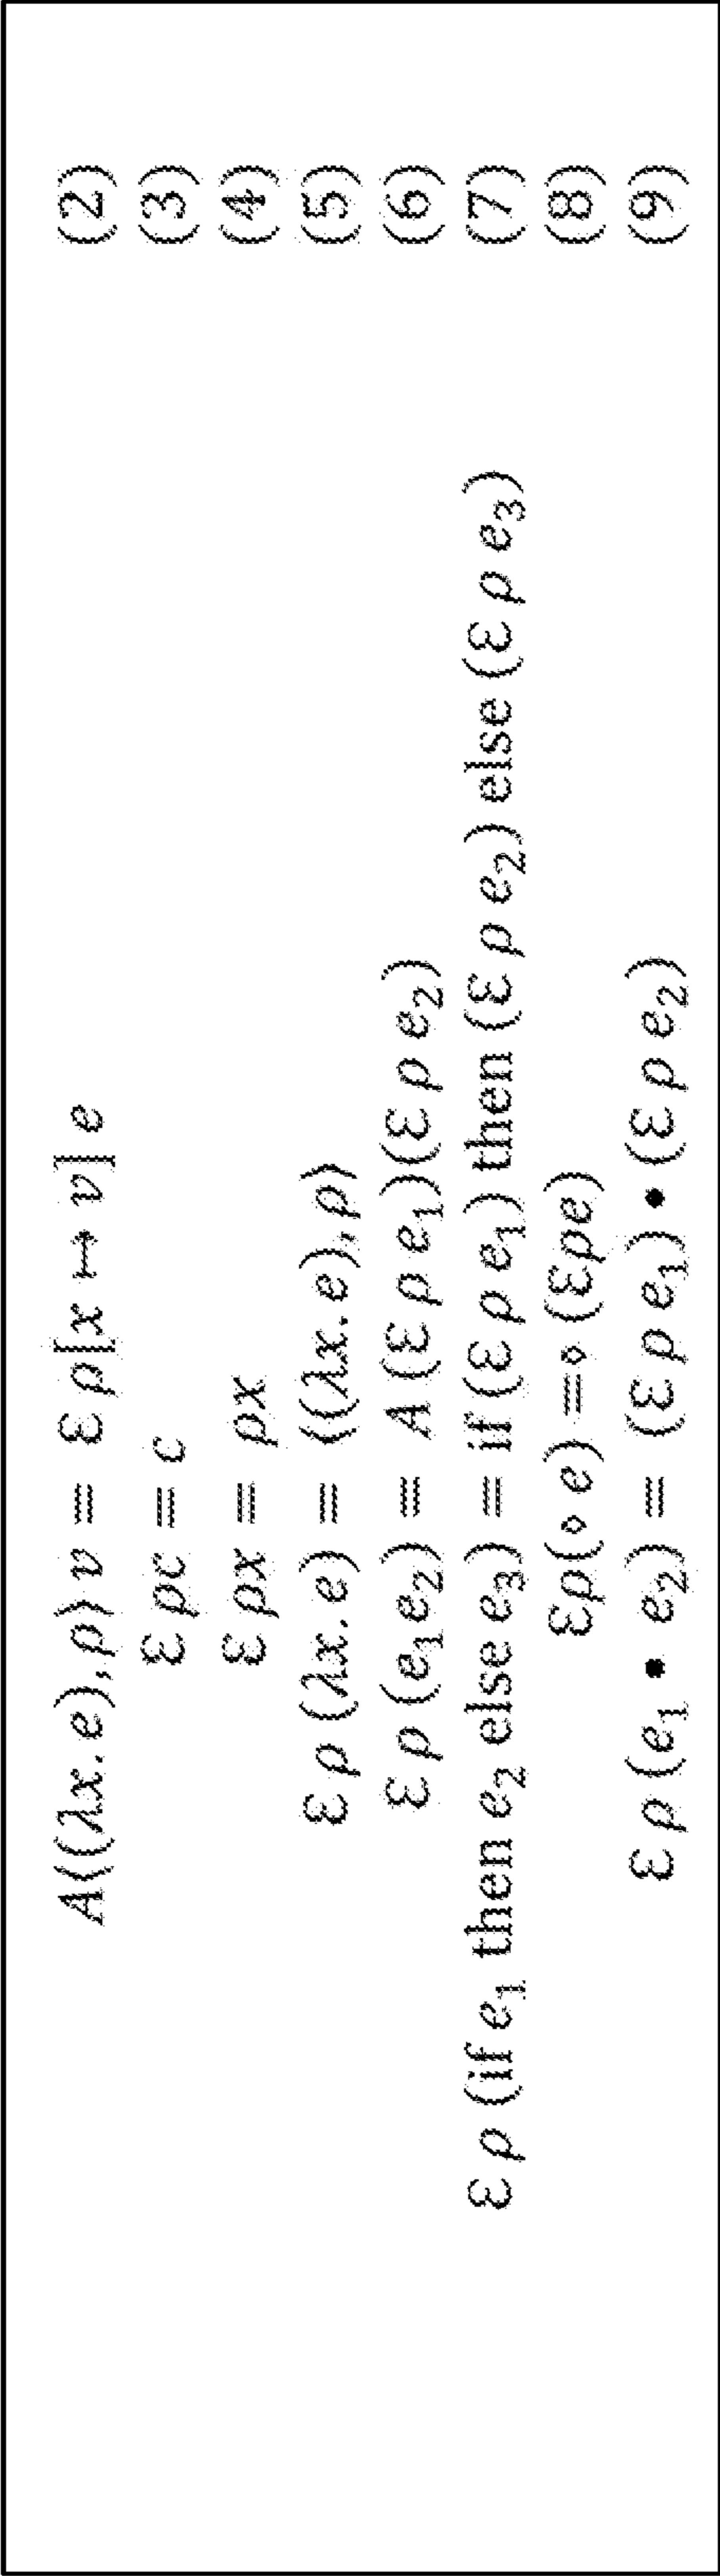 A⟨(λx.e),ρ⟩ v = ℰ ρ[x ↦ v] e (2)
ℰ ρc = c (3)
ℰ ρx = ρx (4)
ℰ ρ (λx.e) = ⟨(λx.e),ρ⟩ (5)
ℰ ρ (e₁e₂) = A (ℰ ρ e₁)(ℰ ρ e₂) (6)
ℰ ρ (if e₁ then e₂ else e₃) = if (ℰ ρ e₁) then (ℰ ρ e₂) else (ℰ ρ e₃) (7)
ℰρ(⋄ e) =⋄ (ℰρe) (8)
ℰ ρ (e₁ • e₂) = (ℰ ρ e₁) • (ℰ ρ e₂) (9)